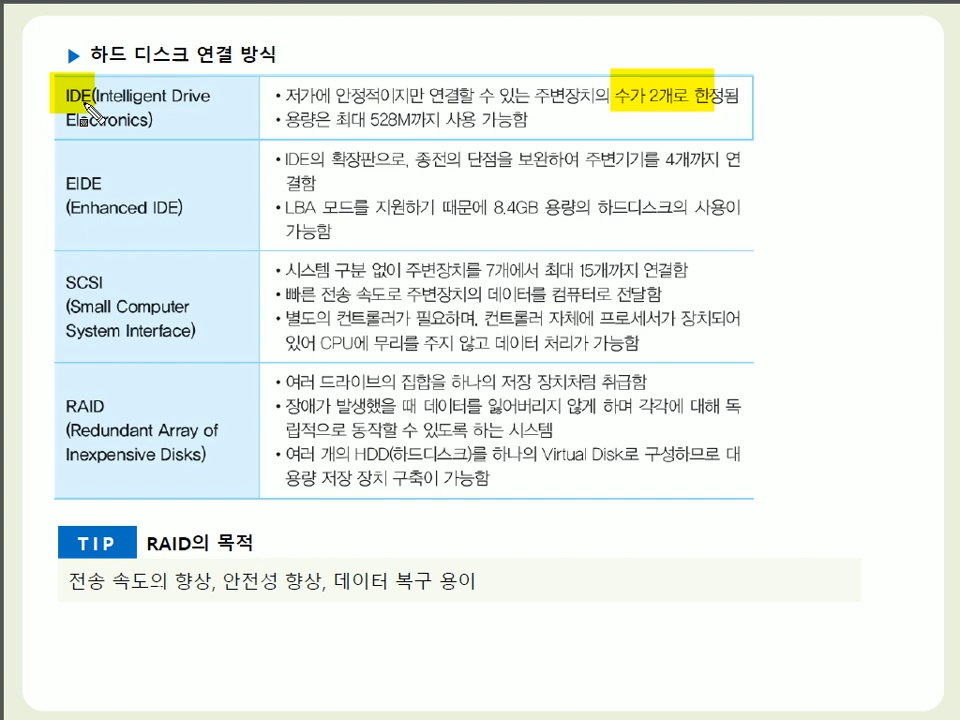 ▶ 하드 디스크 연결 방식
IDE(Intelligent Drive
Electronics)
• 저가에 안정적이지만 연결할 수 있는 주변장치의 수가 2개로 한정됨
• 용량은 최대 528M까지 사용 가능함
EIDE
(Enhanced IDE)
• IDE의 확장판으로, 종전의 단점을 보완하여 주변기기를 4개까지 연
결함
• LBA 모드를 지원하기 때문에 8.4GB 용량의 하드디스크의 사용이
가능함
SCSI
(Small Computer
System Interface)
• 시스템 구분 없이 주변장치를 7개에서 최대 15개까지 연결함
• 빠른 전송 속도로 주변장치의 데이터를 컴퓨터로 전달함
• 별도의 컨트롤러가 필요하며, 컨트롤러 자체에 프로세서가 장치되어
있어 CPU에 무리를 주지 않고 데이터 처리가 가능함
RAID
(Redundant Array of
Inexpensive Disks)
• 여러 드라이브의 집합을 하나의 저장 장치처럼 취급함
• 장애가 발생했을 때 데이터를 잃어버리지 않게 하며 각각에 대해 독
립적으로 동작할 수 있도록 하는 시스템
• 여러 개의 HDD(하드디스크)를 하나의 Virtual Disk로 구성하므로 대
용량 저장 장치 구축이 가능함
TIP RAID의 목적
전송 속도의 향상, 안전성 향상, 데이터 복구 용이